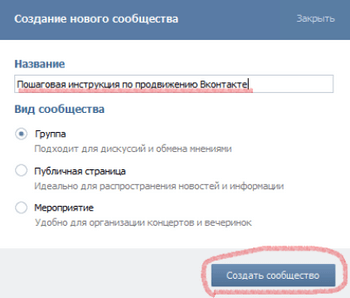 Создание нового сообщества
Закрыть
Название
Пошаговая инструкция по продвижению Вконтакте
Вид сообщества
Группа
Подходит для дискуссий и обмена мнениями
Публичная страница
Идеально для распространения новостей и информации
Мероприятие
Удобно для организации концертов и вечеринок
Создать сообщество